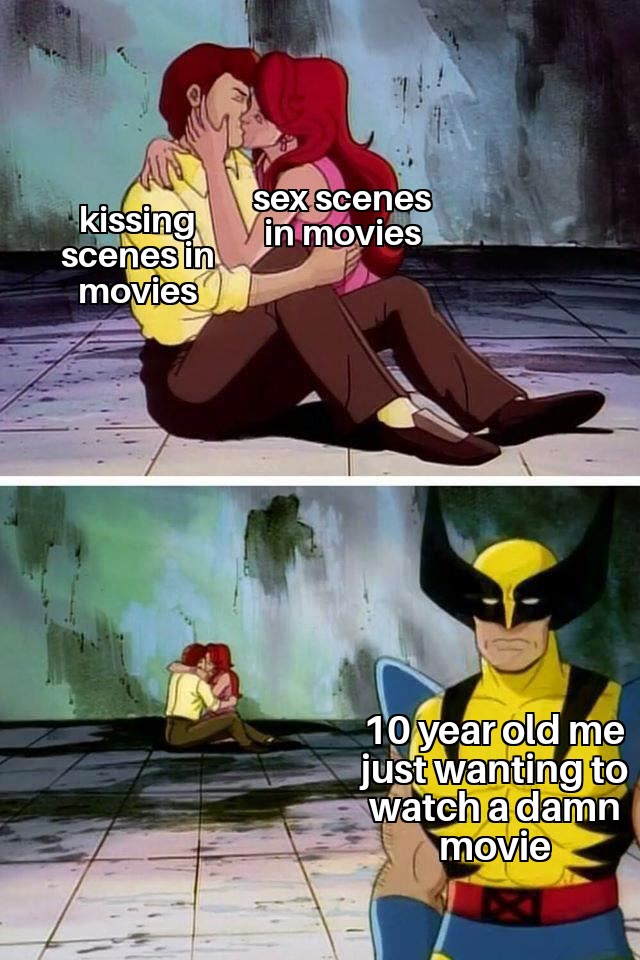 kissing
scenes in
movies
sex scenes
in movies
10 year old me
just wanting to
watch a damn
movie